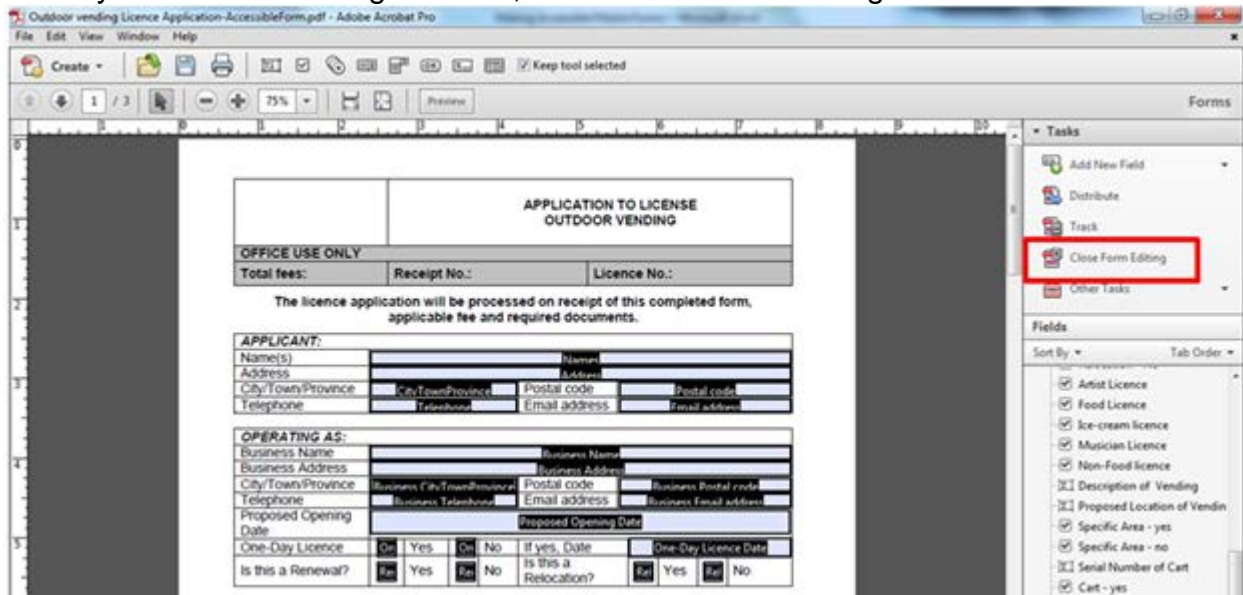 Outdoor vending Licence Application-AccessibleForm.pdf - Adobe Acrobat Pro
File Edit View Window Help
Create Keep tool selected
1 / 3 75% Preview Forms
Tasks
Add New Field
Distribute
Track
Close Form Editing
Other Tasks
Fields
Sort By Tab Order
Artist Licence
Food Licence
Ice-cream licence
Musician Licence
Non-Food licence
Description of Vending
Proposed Location of Vendin
Specific Area - yes
Specific Area - no
Serial Number of Cart
Cart - yes
APPLICATION TO LICENSE
OUTDOOR VENDING
OFFICE USE ONLY
Total fees: Receipt No.: Licence No.:
The licence application will be processed on receipt of this completed form,
applicable fee and required documents.
APPLICANT:
Name(s) Names
Address Address
City/Town/Province CityTownProvince Postal code Postal code
Telephone Telephone Email address Email address
OPERATING AS:
Business Name Business Name
Business Address Business Address
City/Town/Province Business CityTownProvince Postal code Business Postal code
Telephone Business Telephone Email address Business Email address
Proposed Opening
Date Proposed Opening Date
One-Day Licence On Yes On No If yes, Date One-Day Licence Date
Is this a Renewal? Rei Yes Rei No Is this a
Relocation? Rel Yes Rel No